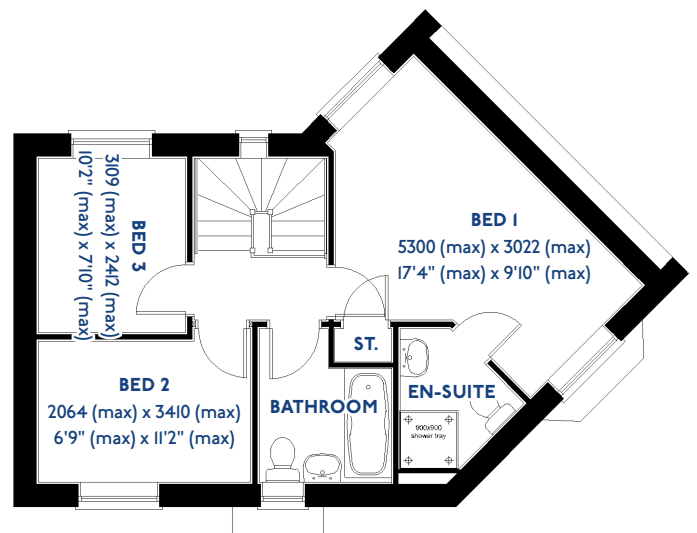 BED 1
5300 (max) x 3022 (max)
17'4" (max) x 9'10" (max)
BED 3
3109 (max) x 2412 (max)
10'2" (max) x 7'10" (max)
ST.
BED 2
2064 (max) x 3410 (max)
6'9" (max) x 11'2" (max)
BATHROOM
EN-SUITE
900x900
shower tray